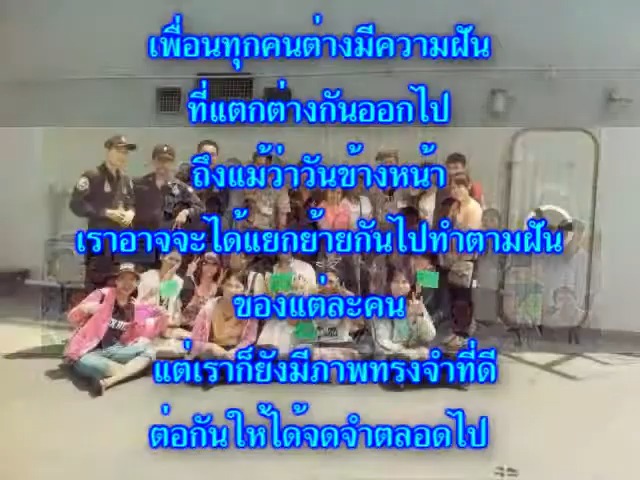 เพื่อนทุกคนต่างมีความฝัน
ที่แตกต่างกันออกไป
ถึงแม้ว่าวันข้างหน้า
เราอาจจะได้แยกย้ายกันไปทำตามฝัน
ของแต่ละคน
แต่เราก็ยังมีภาพทรงจำที่ดี
ต่อกันให้ได้จดจำตลอดไป